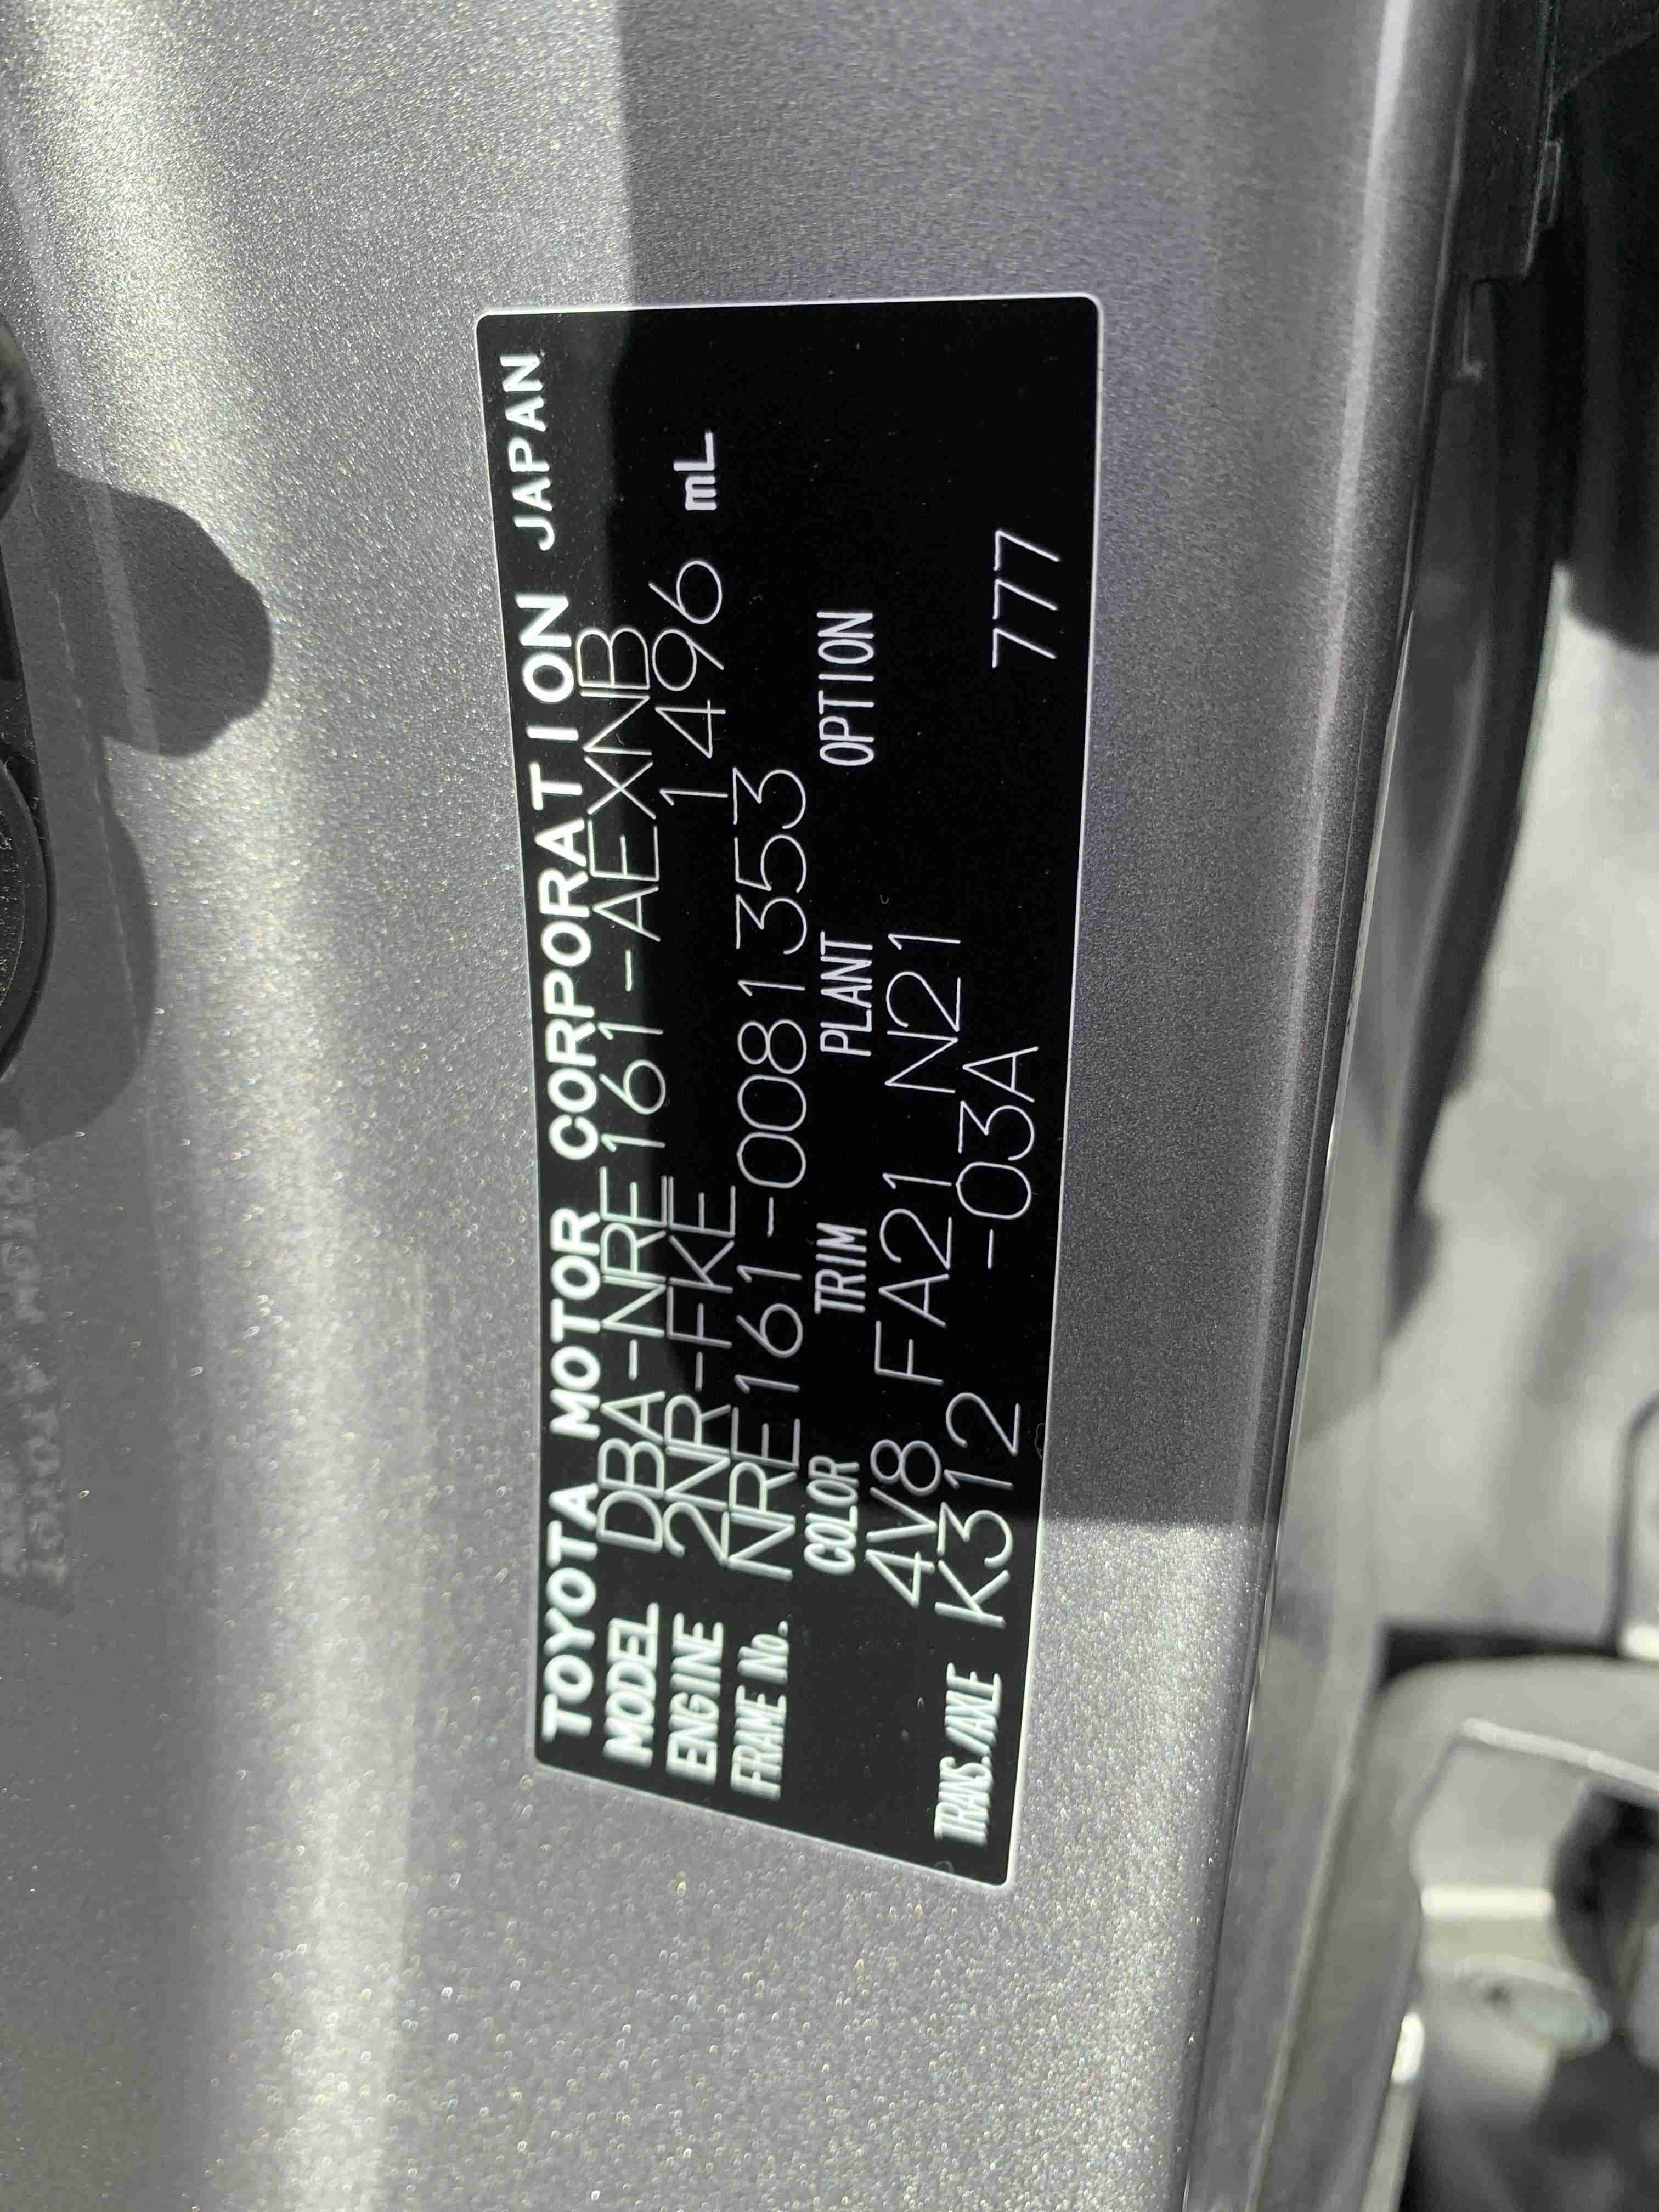 TOYOTA MOTOR CORPORATION JAPAN
MODEL DBA-NRE161-AEXNB
ENGINE 2NR-FKE 1496 mL
FRAME No. NRE161-0081353
COLOR TRIM PLANT OPTION
4V8 FA21 N21
TRANS./AXLE K312 -03A 777